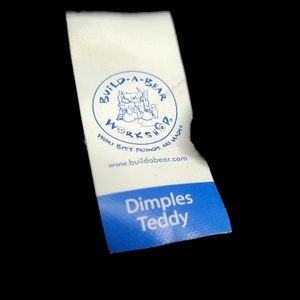 BUILD-A-BEAR
WORKSHOP
WHERE BEST FRIENDS ARE MADE
www.buildabear.com
Dimples
Teddy